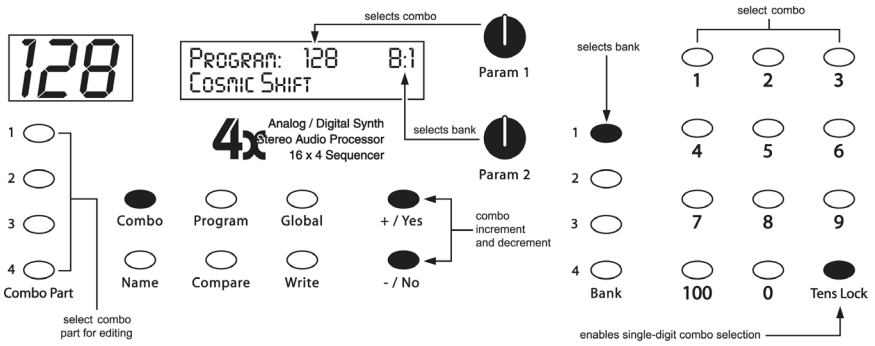 selects combo
select combo
128
PROGRAM: 128 8:1
COSMIC SHIFT
Param 1
selects bank
1 2 3
4x
Analog / Digital Synth
Stereo Audio Processor
16 x 4 Sequencer
selects bank
Param 2
1
2
3
4
Combo Part
Combo Program Global + / Yes
Name Compare Write - / No
combo
increment
and decrement
1
2
3
4
Bank
4 5 6
7 8 9
100 0 Tens Lock
select combo
part for editing
enables single-digit combo selection